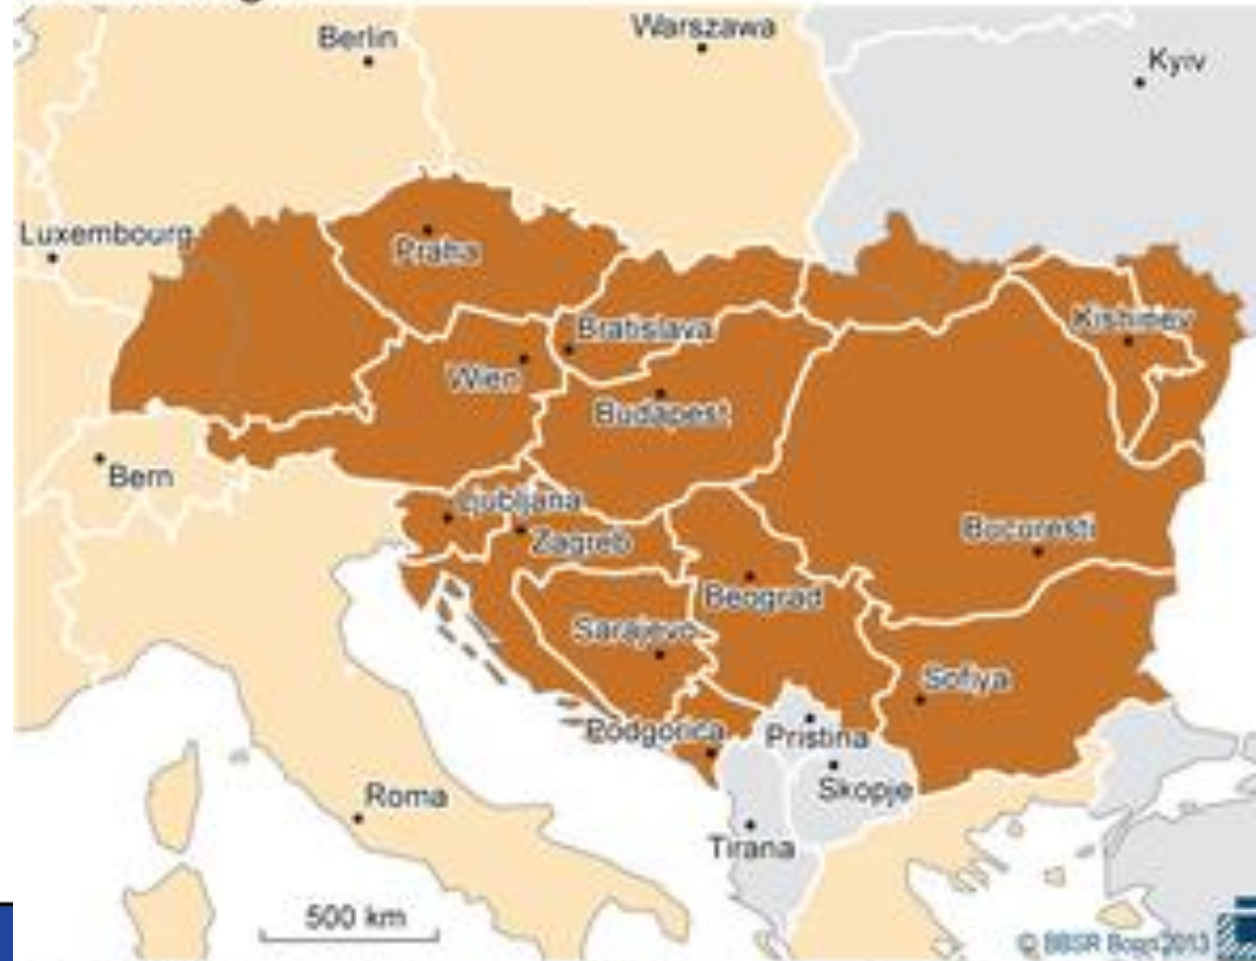 Berlin
Warszawa
Kyiv
Luxembourg
Praha
Bratislava
Kishinev
Wien
Budapest
Bern
Ljubljana
Zagreb
Bucuresti
Beograd
Sarajevo
Sofiya
Podgorica
Pristina
Skopje
Roma
Tirana
500 km
© BBSR Bonn 2013